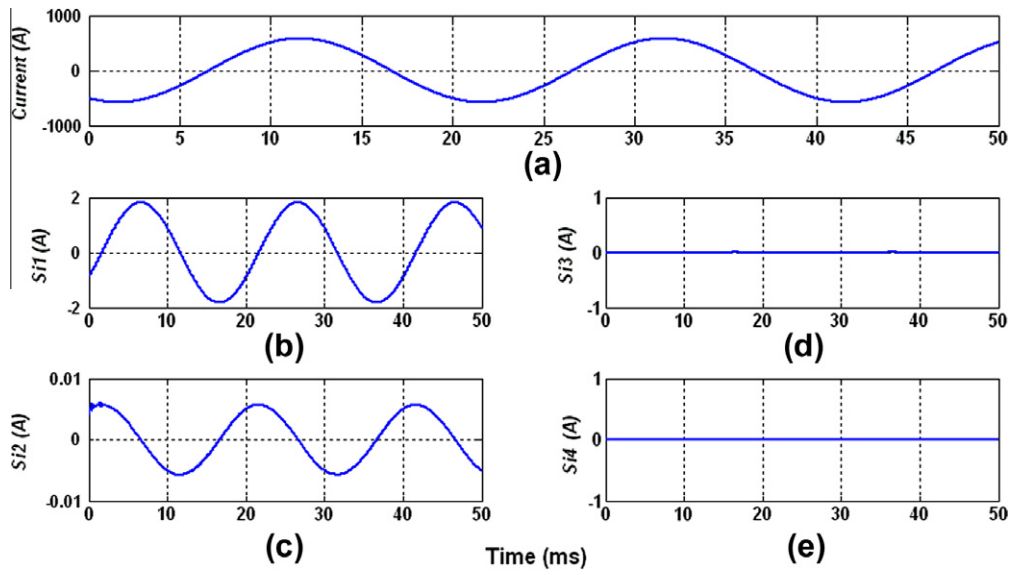 Current (A)
1000
0
-1000
0 5 10 15 20 25 30 35 40 45 50
(a)
Si1 (A)
2
0
-2
0 10 20 30 40 50
(b)
Si3 (A)
1
0
-1
0 10 20 30 40 50
(d)
Si2 (A)
0.01
0
-0.01
0 10 20 30 40 50
(c)
Si4 (A)
1
0
-1
0 10 20 30 40 50
(e)
Time (ms)